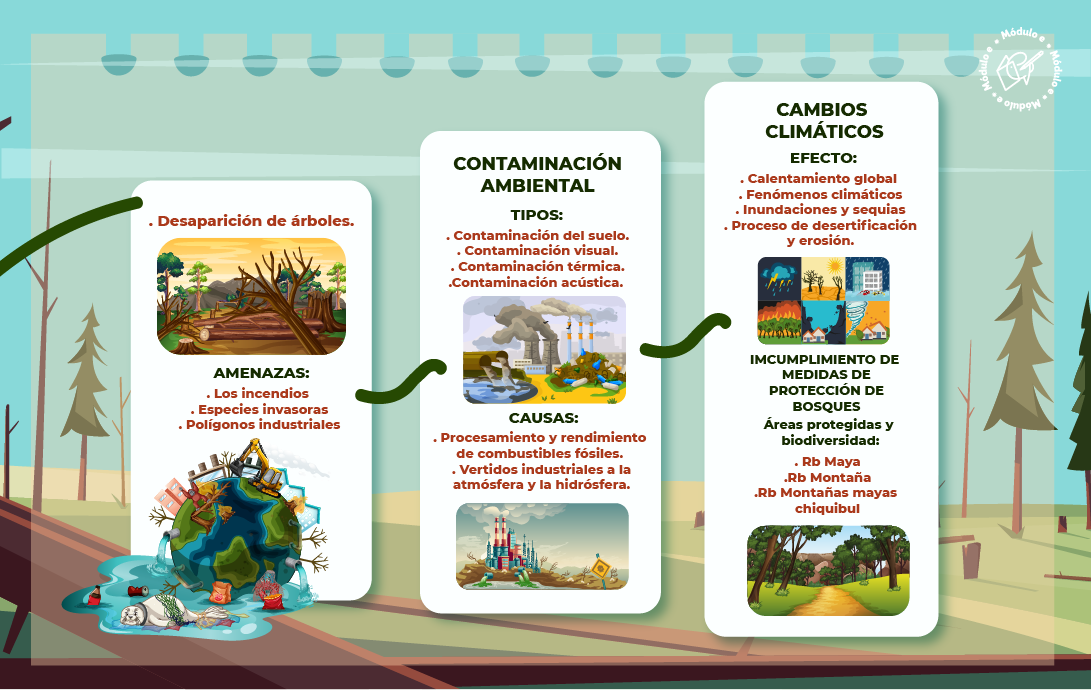 . Desaparición de árboles.
AMENAZAS:
. Los incendios
. Especies invasoras
. Polígonos industriales
CONTAMINACIÓN
AMBIENTAL
TIPOS:
. Contaminación del suelo.
. Contaminación visual.
. Contaminación térmica.
.Contaminación acústica.
CAUSAS:
. Procesamiento y rendimiento
de combustibles fósiles.
. Vertidos industriales a la
atmósfera y la hidrósfera.
CAMBIOS
CLIMÁTICOS
EFECTO:
. Calentamiento global
. Fenómenos climáticos
. Inundaciones y sequias
. Proceso de desertificación
y erosión.
IMCUMPLIMIENTO DE
MEDIDAS DE
PROTECCIÓN DE
BOSQUES
Áreas protegidas y
biodiversidad:
. Rb Maya
.Rb Montaña
.Rb Montañas mayas
chiquibul
Módulo e • Módulo e • Módulo e • Módulo e •